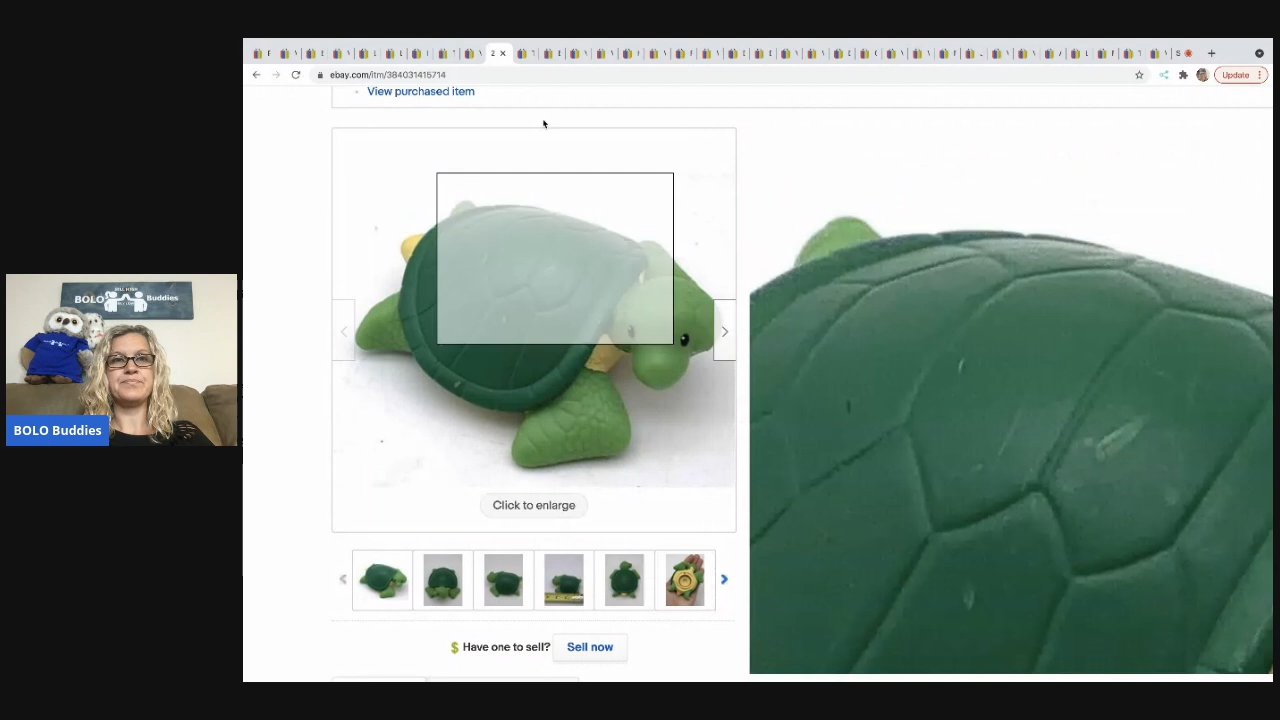 2
ebay.com/itm/384031415714
Update
View purchased item
Click to enlarge
$ Have one to sell? Sell now
BOLO Buddies
BOLO Buddies